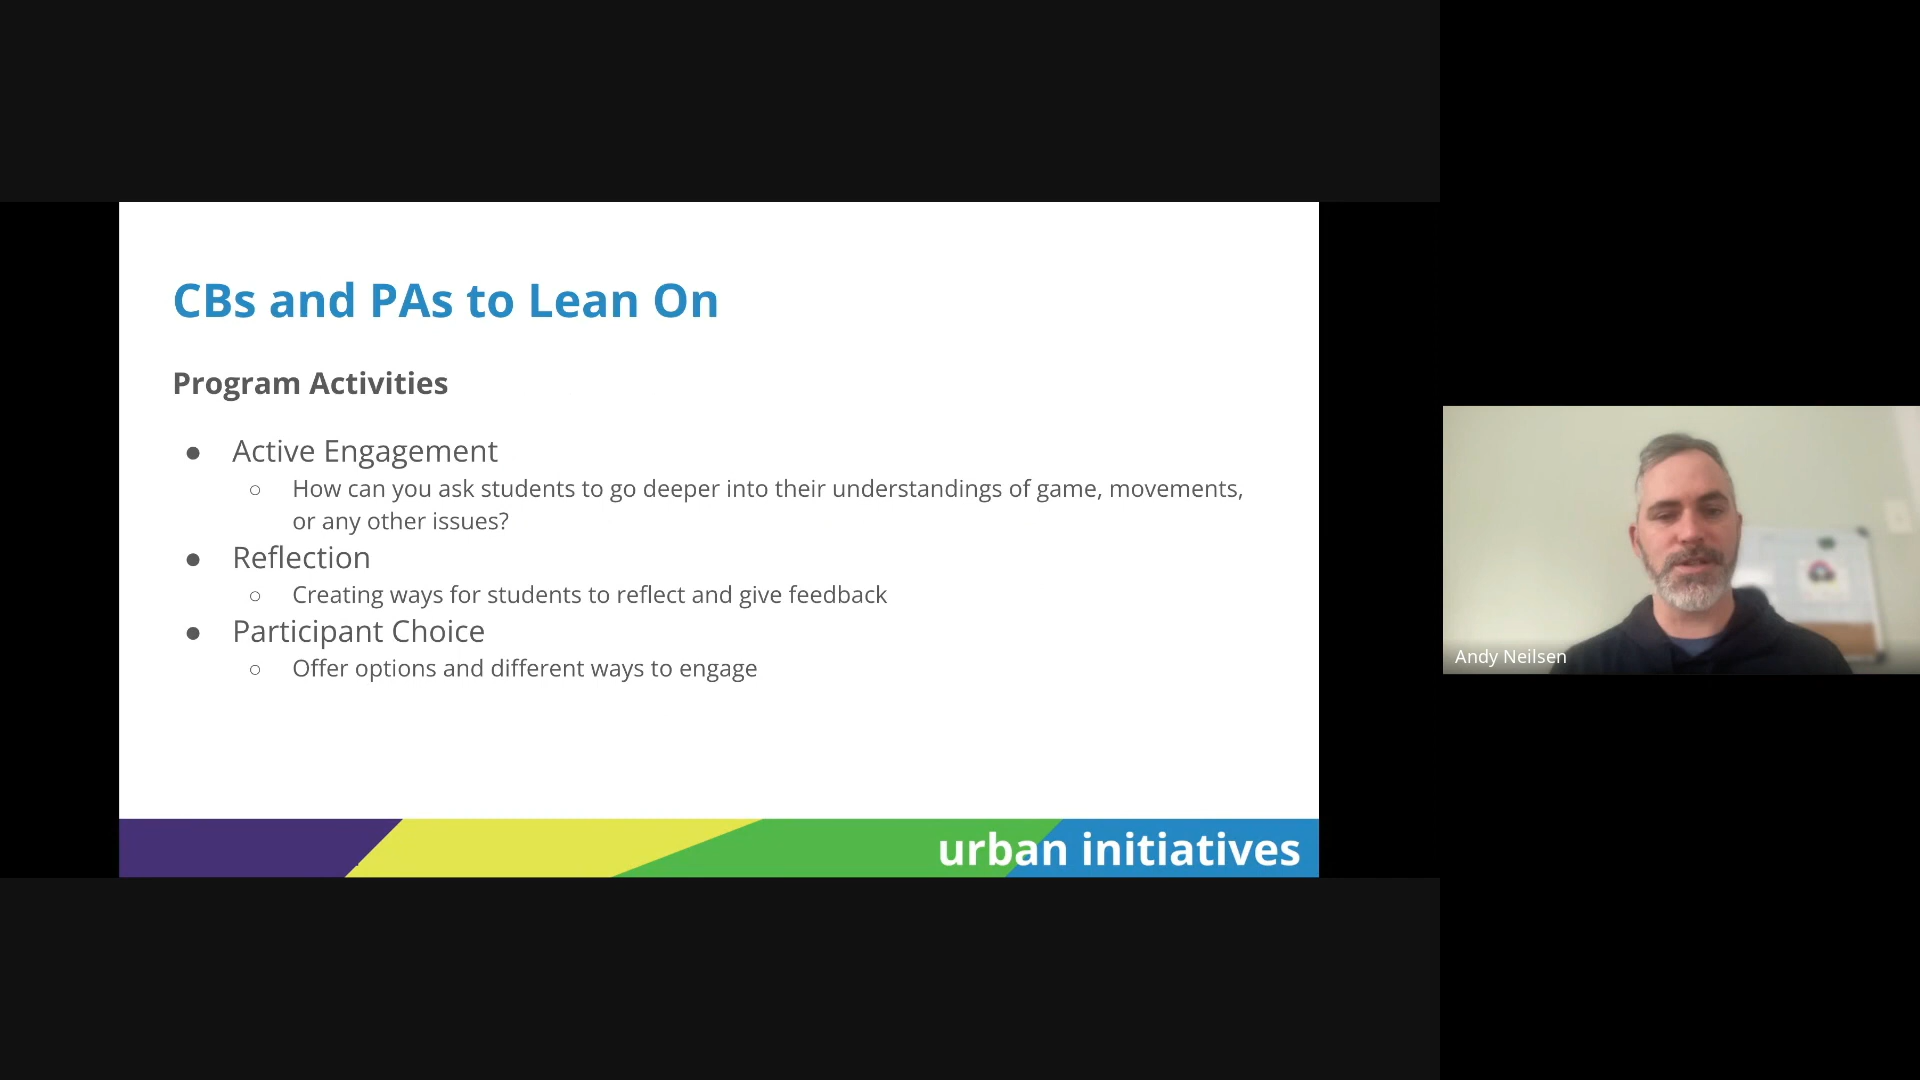 CBs and PAs to Lean On
Program Activities
● Active Engagement
○ How can you ask students to go deeper into their understandings of game, movements,
or any other issues?
● Reflection
○ Creating ways for students to reflect and give feedback
● Participant Choice
○ Offer options and different ways to engage
urban initiatives
Andy Neilsen